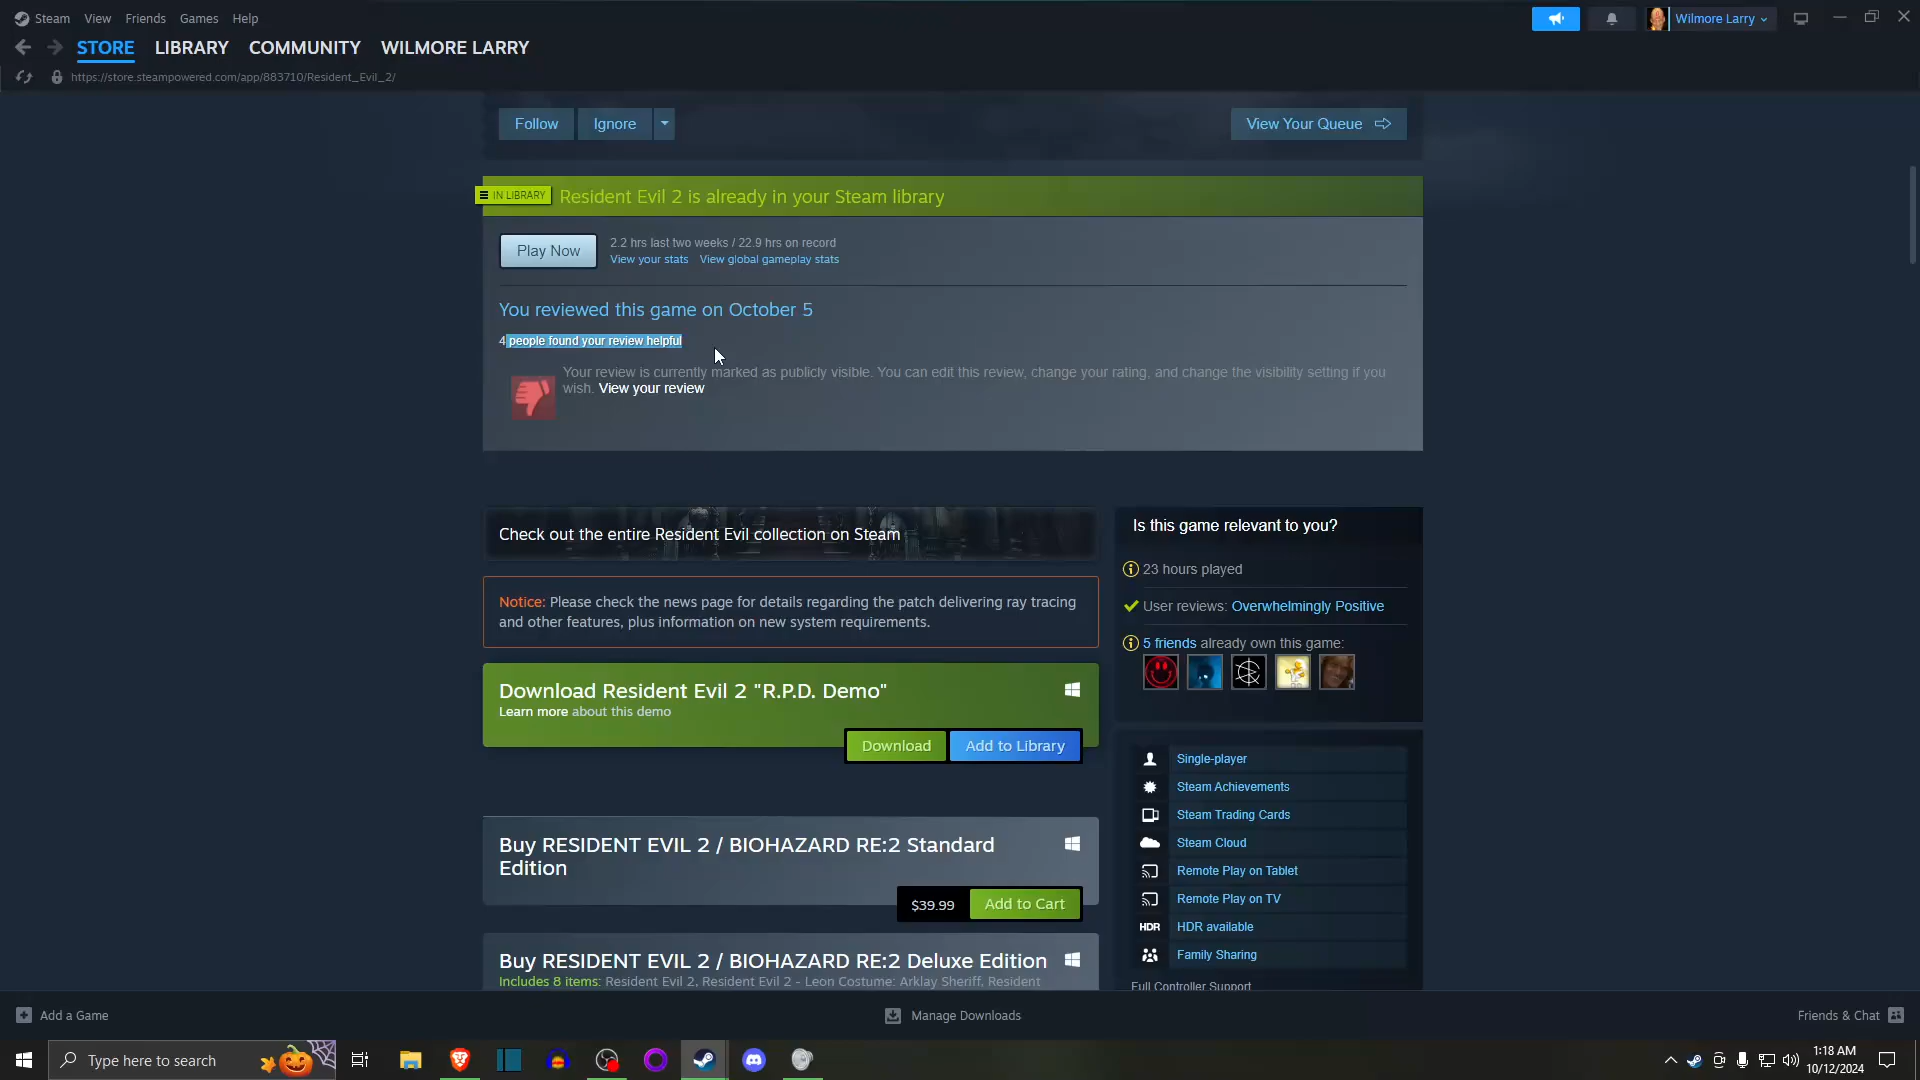 Steam View Friends Games Help
Wilmore Larry
STORE LIBRARY COMMUNITY WILMORE LARRY
https://store.steampowered.com/app/883710/Resident_Evil_2/
Follow Ignore
View Your Queue
IN LIBRARY Resident Evil 2 is already in your Steam library
Play Now
2.2 hrs last two weeks / 22.9 hrs on record
View your stats View global gameplay stats
You reviewed this game on October 5
4 people found your review helpful
Your review is currently marked as publicly visible. You can edit this review, change your rating, and change the visibility setting if you
wish. View your review
Check out the entire Resident Evil collection on Steam
Notice: Please check the news page for details regarding the patch delivering ray tracing
and other features, plus information on new system requirements.
Download Resident Evil 2 "R.P.D. Demo"
Learn more about this demo
Download Add to Library
Buy RESIDENT EVIL 2 / BIOHAZARD RE:2 Standard
Edition
$39.99 Add to Cart
Buy RESIDENT EVIL 2 / BIOHAZARD RE:2 Deluxe Edition
Includes 8 items: Resident Evil 2, Resident Evil 2 - Leon Costume: Arklay Sheriff, Resident
Is this game relevant to you?
23 hours played
User reviews: Overwhelmingly Positive
5 friends already own this game:
Single-player
Steam Achievements
Steam Trading Cards
Steam Cloud
Remote Play on Tablet
Remote Play on TV
HDR HDR available
Family Sharing
Full Controller Support
Add a Game
Manage Downloads
Friends & Chat
Type here to search
1:18 AM
10/12/2024